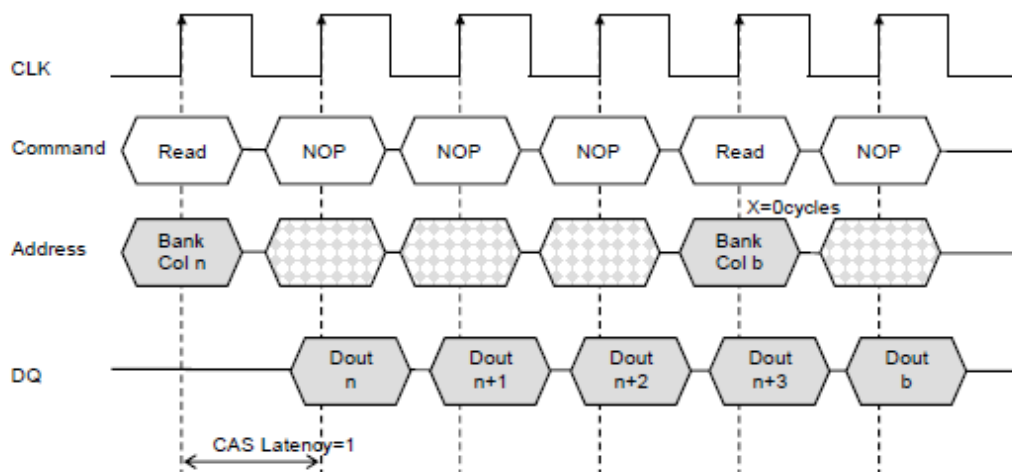 CLK
Command
Read
NOP
NOP
NOP
Read
NOP
X=0cycles
Address
Bank
Col n
Bank
Col b
DQ
Dout
n
Dout
n+1
Dout
n+2
Dout
n+3
Dout
b
CAS Latency=1